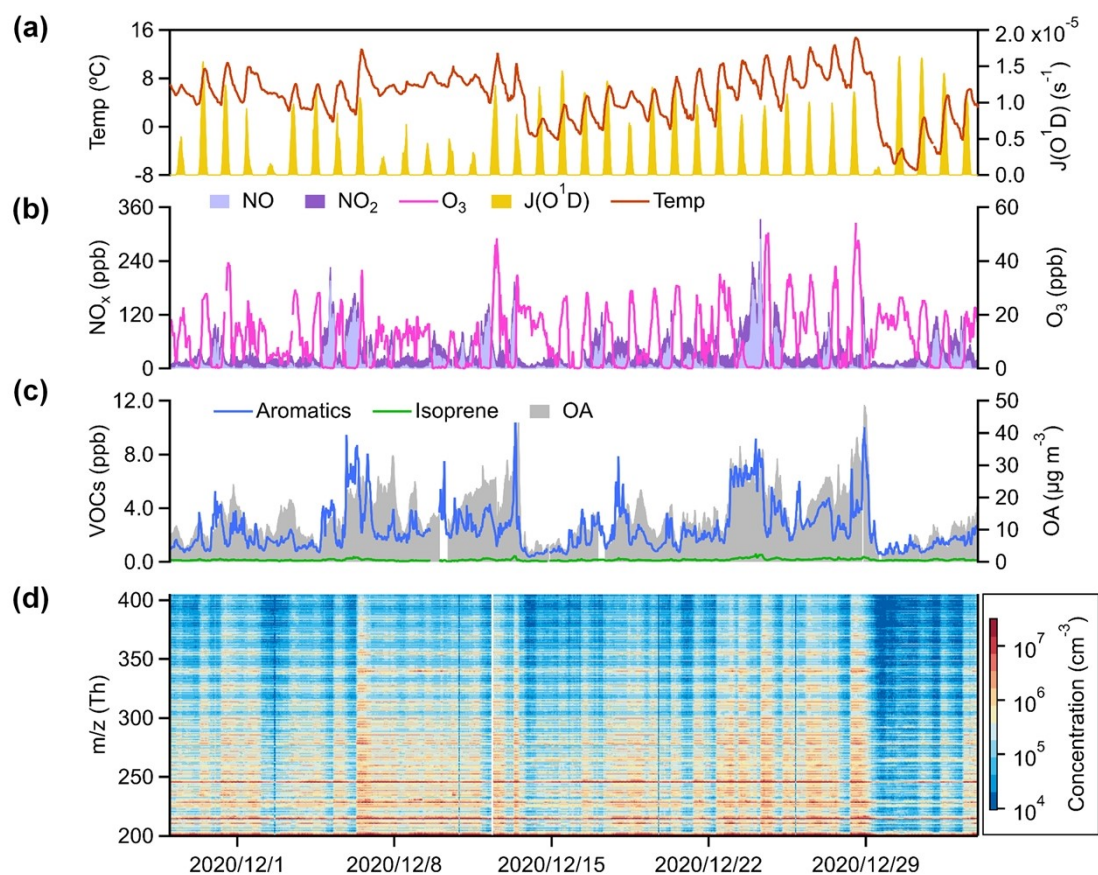 (a)
16
8
0
-8
Temp (ºC)
2.0 x10⁻⁵
1.5
1.0
0.5
0.0
J(O¹D) (s⁻¹)
(b)
NO NO₂ O₃ J(O¹D) Temp
360
240
120
0
NOₓ (ppb)
60
40
20
0
O₃ (ppb)
(c)
Aromatics Isoprene OA
12.0
8.0
4.0
0.0
VOCs (ppb)
50
40
30
20
10
0
OA (µg m⁻³)
(d)
400
350
300
250
200
m/z (Th)
10⁷
10⁶
10⁵
10⁴
Concentration (cm⁻³)
2020/12/1 2020/12/8 2020/12/15 2020/12/22 2020/12/29